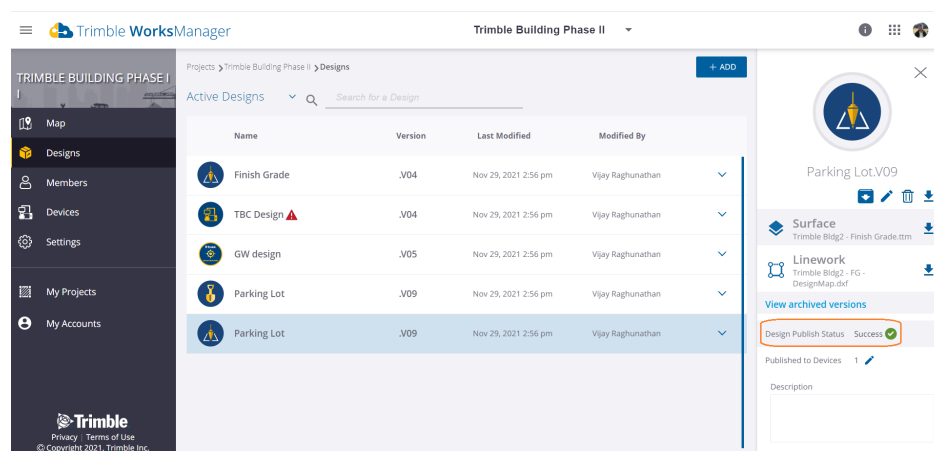 Trimble WorksManager
Trimble Building Phase II
TRIMBLE BUILDING PHASE I
I
Map
Designs
Members
Devices
Settings
My Projects
My Accounts
Trimble
Privacy | Terms of Use
© Copyright 2021, Trimble Inc.
Projects > Trimble Building Phase II > Designs
+ ADD
Active Designs
Search for a Design
Name Version Last Modified Modified By
Finish Grade .V04 Nov 29, 2021 2:56 pm Vijay Raghunathan
TBC Design .V04 Nov 29, 2021 2:56 pm Vijay Raghunathan
GW design .V05 Nov 29, 2021 2:56 pm Vijay Raghunathan
Parking Lot .V09 Nov 29, 2021 2:56 pm Vijay Raghunathan
Parking Lot .V09 Nov 29, 2021 2:56 pm Vijay Raghunathan
Parking Lot.V09
Surface
Trimble Bldg2 - Finish Grade.ttm
Linework
Trimble Bldg2 - FG -
DesignMap.dxf
View archived versions
Design Publish Status Success
Published to Devices 1
Description